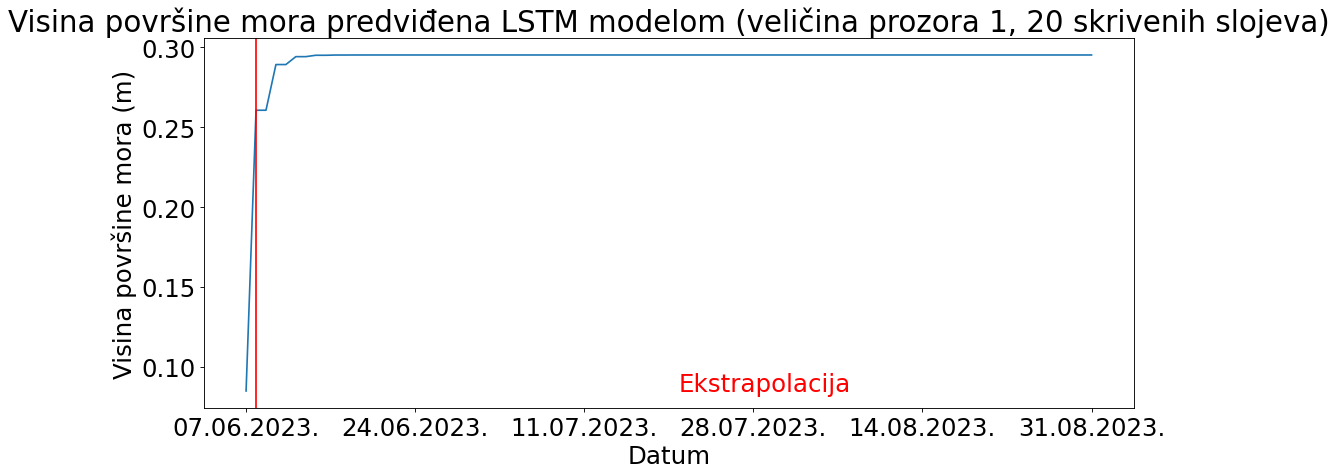 Visina površine mora predviđena LSTM modelom (veličina prozora 1, 20 skrivenih slojeva)
Visina površine mora (m)
0.30
0.25
0.20
0.15
0.10
Ekstrapolacija
07.06.2023. 24.06.2023. 11.07.2023. 28.07.2023. 14.08.2023. 31.08.2023.
Datum